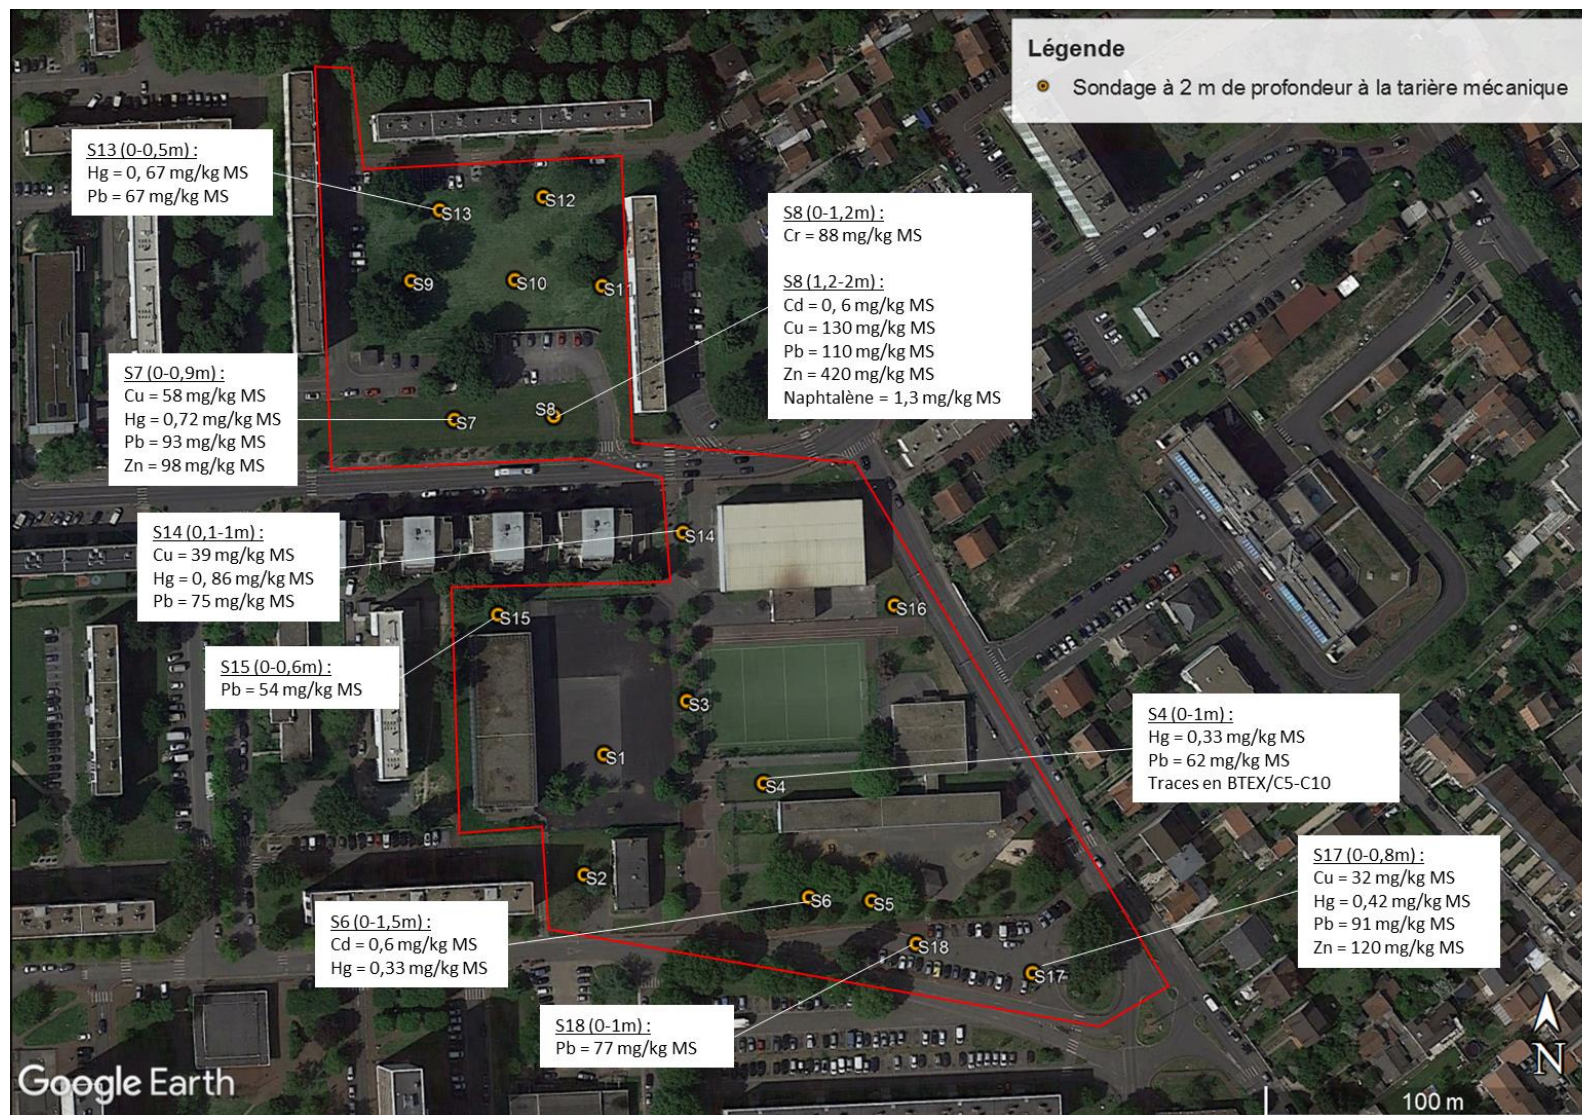 Légende
Sondage à 2 m de profondeur à la tarière mécanique
S13 (0-0,5m) :
Hg = 0, 67 mg/kg MS
Pb = 67 mg/kg MS
S12
S13
S8 (0-1,2m) :
Cr = 88 mg/kg MS
S8 (1,2-2m) :
Cd = 0, 6 mg/kg MS
Cu = 130 mg/kg MS
Pb = 110 mg/kg MS
Zn = 420 mg/kg MS
Naphtalène = 1,3 mg/kg MS
S9
S10
S11
S7 (0-0,9m) :
Cu = 58 mg/kg MS
Hg = 0,72 mg/kg MS
Pb = 93 mg/kg MS
Zn = 98 mg/kg MS
S7
S8
S14 (0,1-1m) :
Cu = 39 mg/kg MS
Hg = 0, 86 mg/kg MS
Pb = 75 mg/kg MS
S14
S15
S16
S15 (0-0,6m) :
Pb = 54 mg/kg MS
S3
S1
S4
S4 (0-1m) :
Hg = 0,33 mg/kg MS
Pb = 62 mg/kg MS
Traces en BTEX/C5-C10
S2
S6
S5
S17 (0-0,8m) :
Cu = 32 mg/kg MS
Hg = 0,42 mg/kg MS
Pb = 91 mg/kg MS
Zn = 120 mg/kg MS
S6 (0-1,5m) :
Cd = 0,6 mg/kg MS
Hg = 0,33 mg/kg MS
S18
S17
S18 (0-1m) :
Pb = 77 mg/kg MS
N
Google Earth
100 m